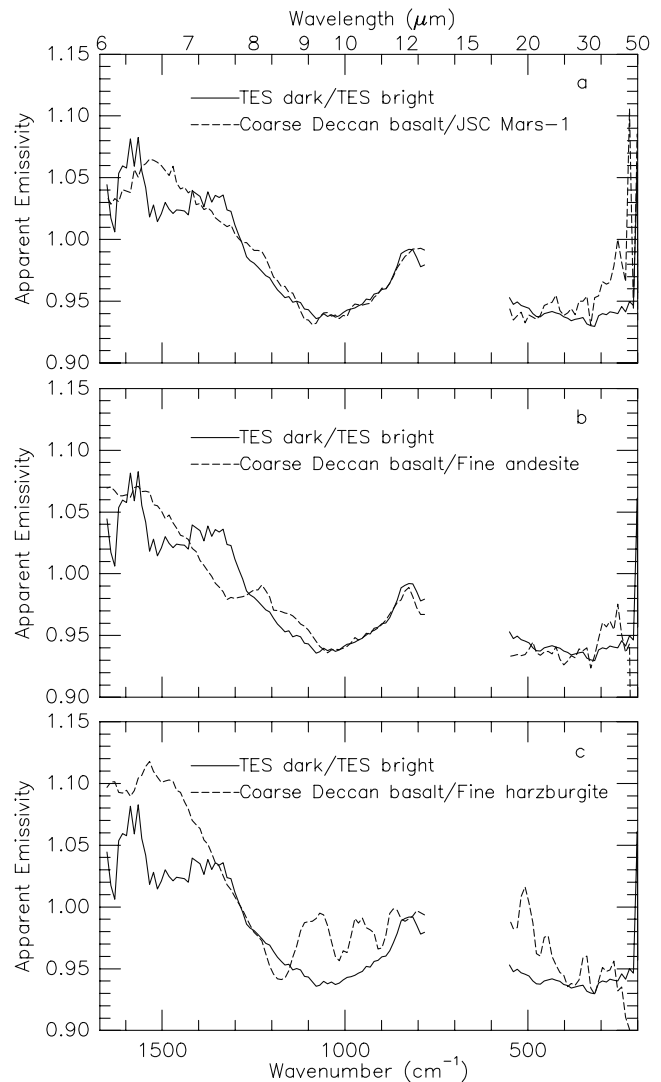 Wavelength (μm)
6 7 8 9 10 12 15 20 30 50
1.15
1.10
1.05
1.00
0.95
0.90
Apparent Emissivity
a
TES dark/TES bright
Coarse Deccan basalt/JSC Mars-1
1.15
1.10
1.05
1.00
0.95
0.90
Apparent Emissivity
b
TES dark/TES bright
Coarse Deccan basalt/Fine andesite
1.15
1.10
1.05
1.00
0.95
0.90
Apparent Emissivity
c
TES dark/TES bright
Coarse Deccan basalt/Fine harzburgite
1500 1000 500
Wavenumber (cm⁻¹)